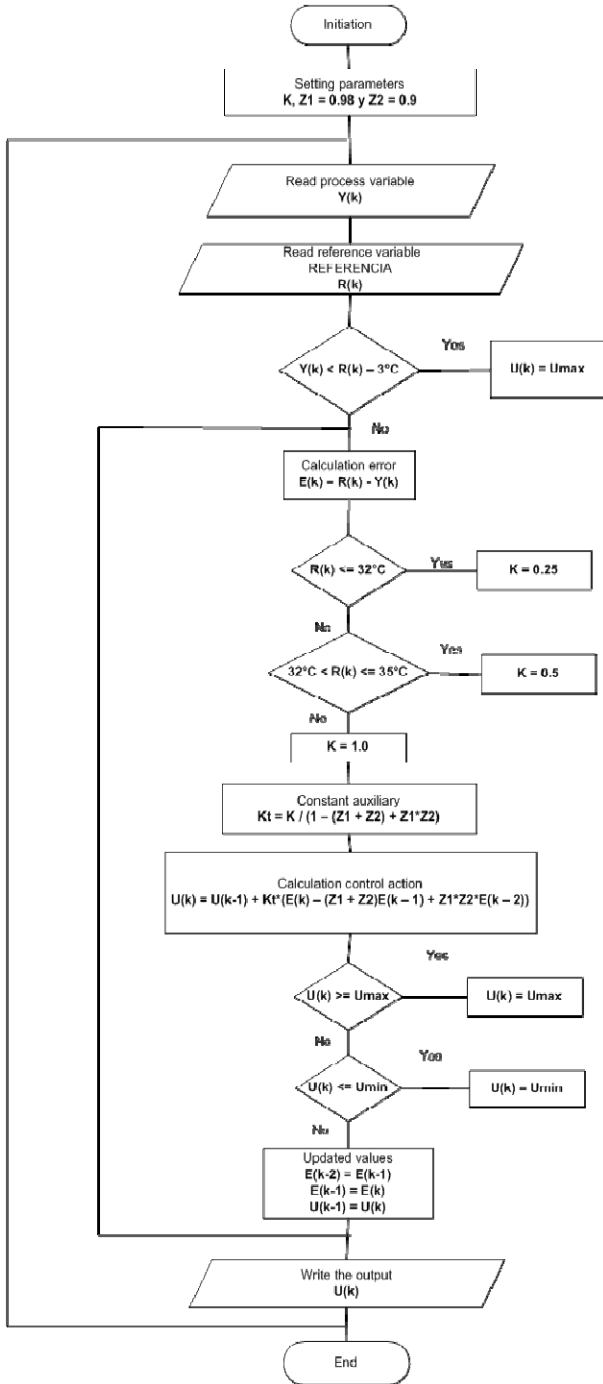 Initiation
Setting parameters
K, Z1 = 0.98 y Z2 = 0.9
Read process variable
Y(k)
Read reference variable
REFERENCIA
R(k)
Y(k) < R(k) – 3°C
Yes
U(k) = Umax
No
Calculation error
E(k) = R(k) - Y(k)
R(k) <= 32°C
Yes
K = 0.25
No
32°C < R(k) <= 35°C
Yes
K = 0.5
No
K = 1.0
Constant auxiliary
Kt = K / (1 – (Z1 + Z2) + Z1*Z2)
Calculation control action
U(k) = U(k-1) + Kt*(E(k) – (Z1 + Z2)E(k – 1) + Z1*Z2*E(k – 2))
U(k) >= Umax
Yes
U(k) = Umax
No
U(k) <= Umin
Yes
U(k) = Umin
No
Updated values
E(k-2) = E(k-1)
E(k-1) = E(k)
U(k-1) = U(k)
Write the output
U(k)
End